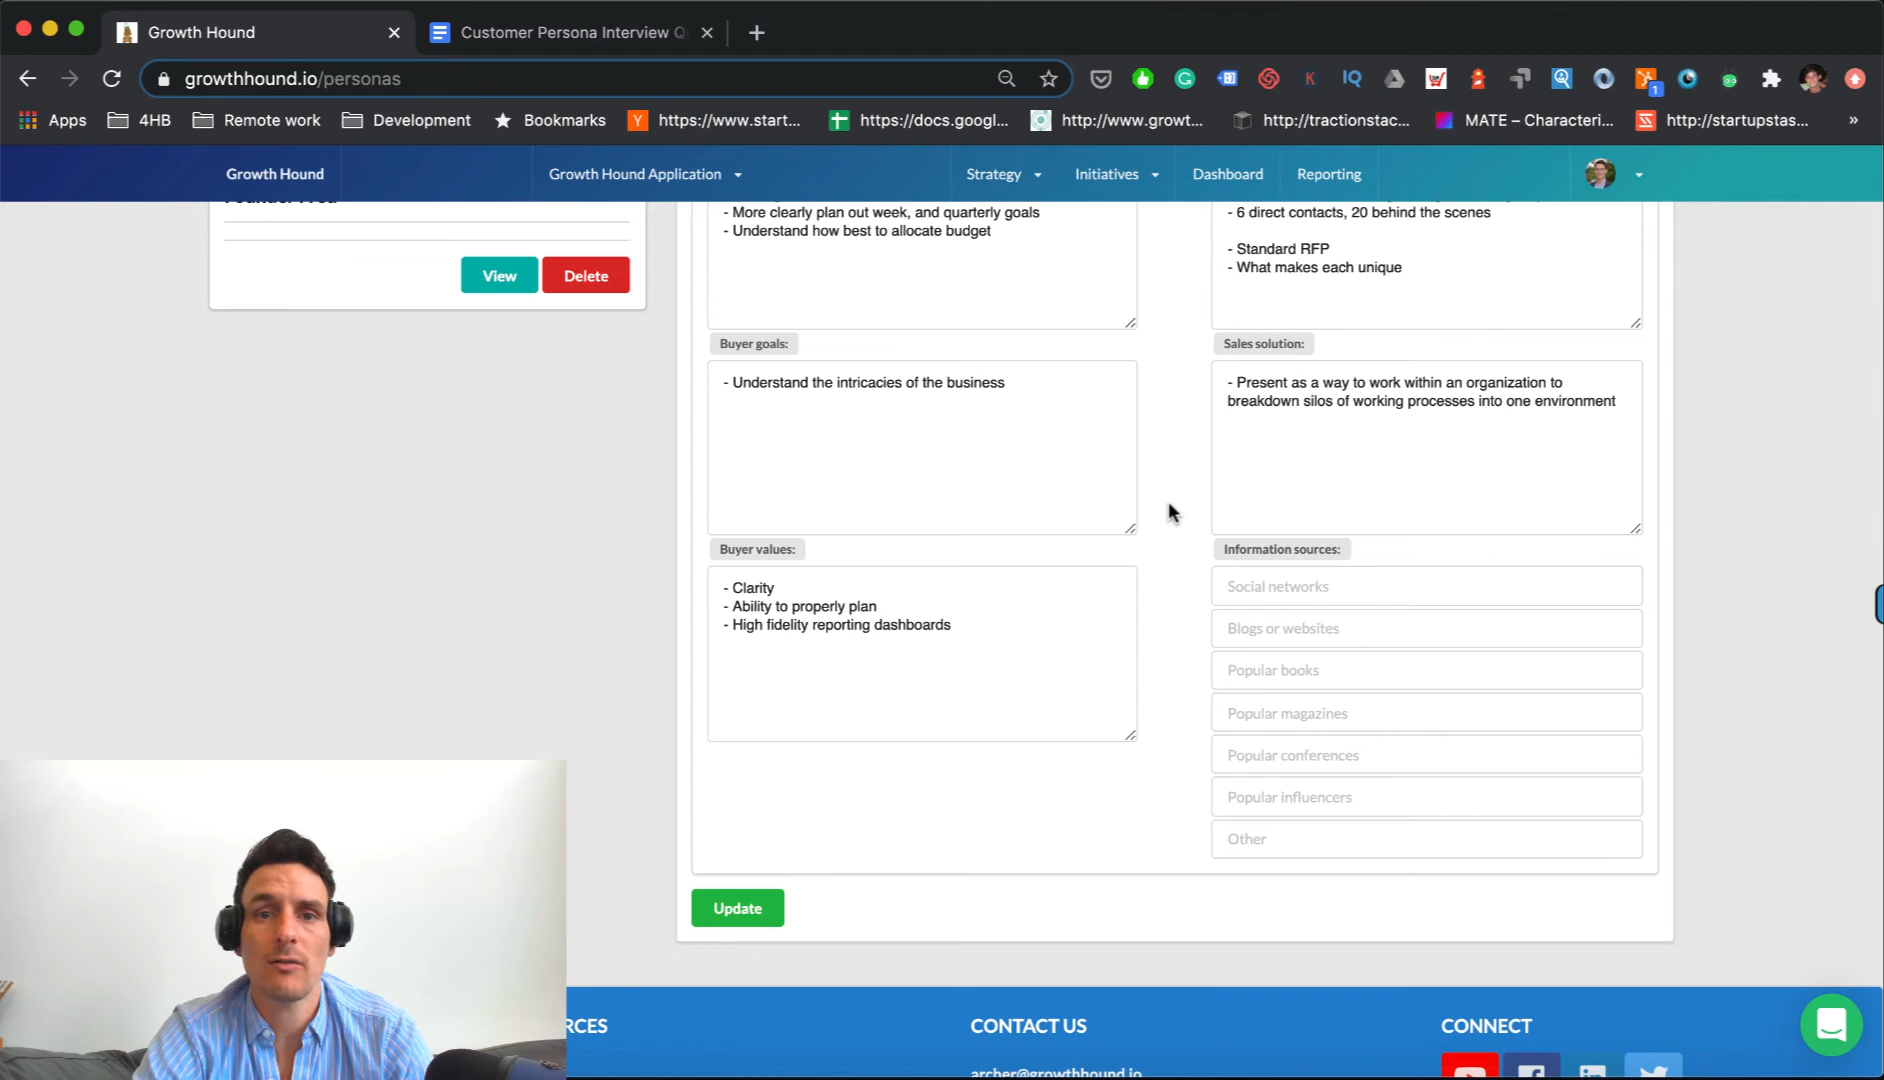 Growth Hound
Customer Persona Interview Q
growthhound.io/personas
IQ
K
1
Apps
4HB
Remote work
Development
Bookmarks
https://www.start...
https://docs.googl...
http://www.growt...
http://tractionstac...
MATE – Characteri...
http://startupstas...
»
Growth Hound
Growth Hound Application
Strategy
Initiatives
Dashboard
Reporting
View
Delete
- More clearly plan out week, and quarterly goals
- Understand how best to allocate budget
- 6 direct contacts, 20 behind the scenes
- Standard RFP
- What makes each unique
Buyer goals:
- Understand the intricacies of the business
Sales solution:
- Present as a way to work within an organization to
breakdown silos of working processes into one environment
Buyer values:
- Clarity
- Ability to properly plan
- High fidelity reporting dashboards
Information sources:
Social networks
Blogs or websites
Popular books
Popular magazines
Popular conferences
Popular influencers
Other
Update
RCES
CONTACT US
archer@growthhound.io
CONNECT